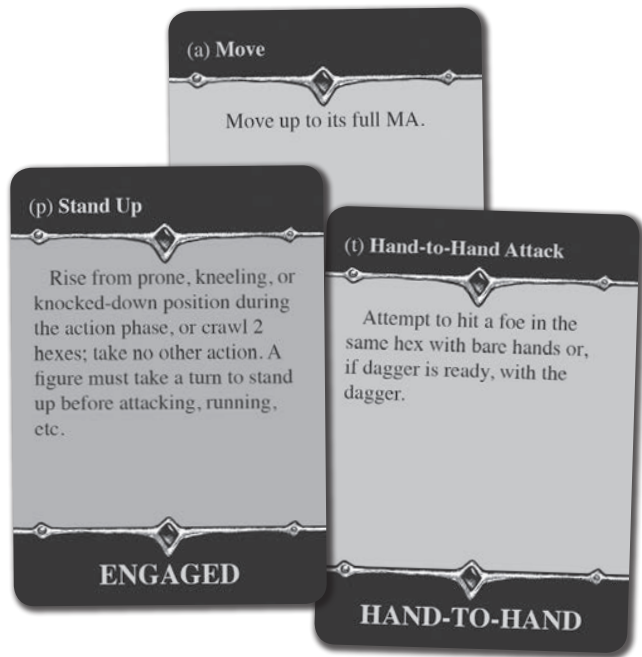 (a) Move
Move up to its full MA.
(p) Stand Up
Rise from prone, kneeling, or
knocked-down position during
the action phase, or crawl 2
hexes; take no other action. A
figure must take a turn to stand
up before attacking, running,
etc.
ENGAGED
(t) Hand-to-Hand Attack
Attempt to hit a foe in the
same hex with bare hands or,
if dagger is ready, with the
dagger.
HAND-TO-HAND